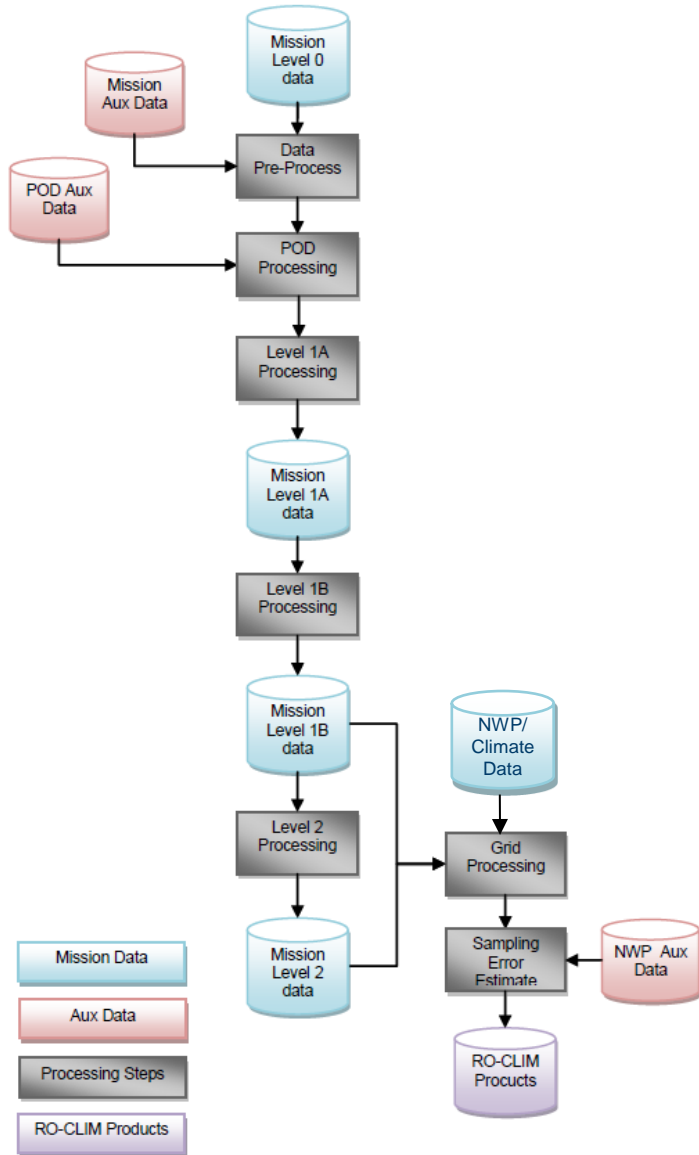 Mission
Level 0
data
Mission
Aux Data
Data
Pre-Process
POD Aux
Data
POD
Processing
Level 1A
Processing
Mission
Level 1A
data
Level 1B
Processing
Mission
Level 1B
data
NWP/
Climate
Data
Level 2
Processing
Grid
Processing
Mission
Level 2
data
Sampling
Error
Estimate
NWP Aux
Data
RO-CLIM
Procucts
Mission Data
Aux Data
Processing Steps
RO-CLIM Products